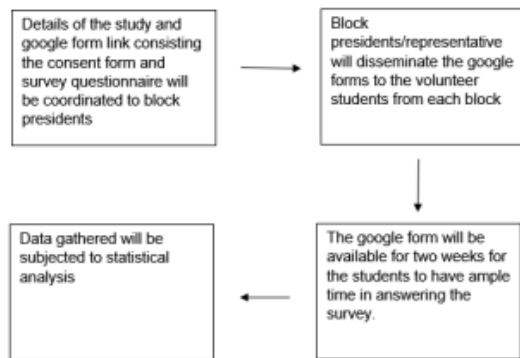 Details of the study and
google form link consisting
the consent form and
survey questionnaire will
be coordinated to block
presidents
Block
presidents/representative
will disseminate the google
forms to the volunteer
students from each block
The google form will be
available for two weeks for
the students to have ample
time in answering the
survey.
Data gathered will be
subjected to statistical
analysis